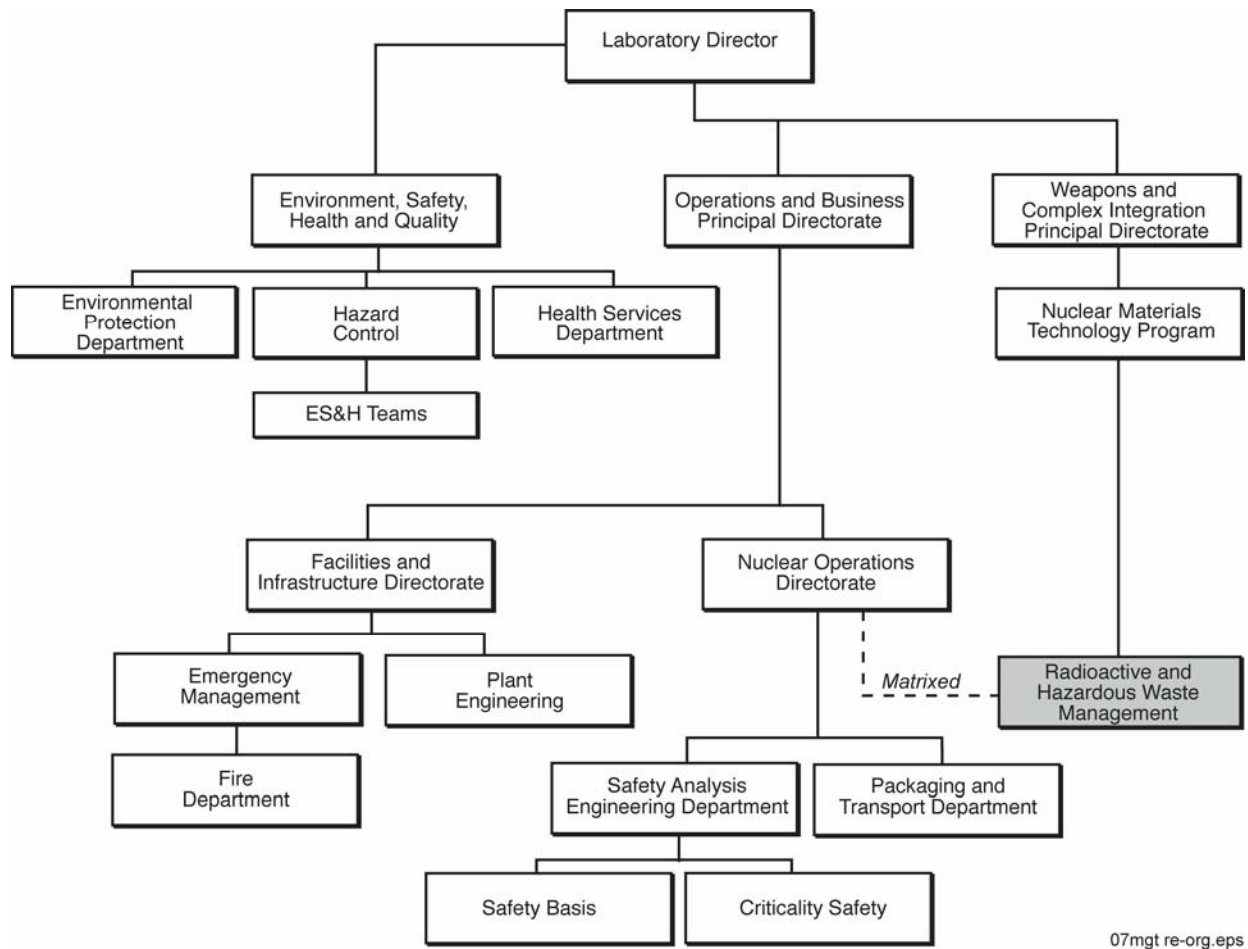 Laboratory Director
Environment, Safety,
Health and Quality
Operations and Business
Principal Directorate
Weapons and
Complex Integration
Principal Directorate
Environmental
Protection
Department
Hazard
Control
Health Services
Department
Nuclear Materials
Technology Program
ES&H Teams
Facilities and
Infrastructure Directorate
Nuclear Operations
Directorate
Emergency
Management
Plant
Engineering
Matrixed
Radioactive and
Hazardous Waste
Management
Fire
Department
Safety Analysis
Engineering Department
Packaging and
Transport Department
Safety Basis
Criticality Safety
07mgt re-org.eps